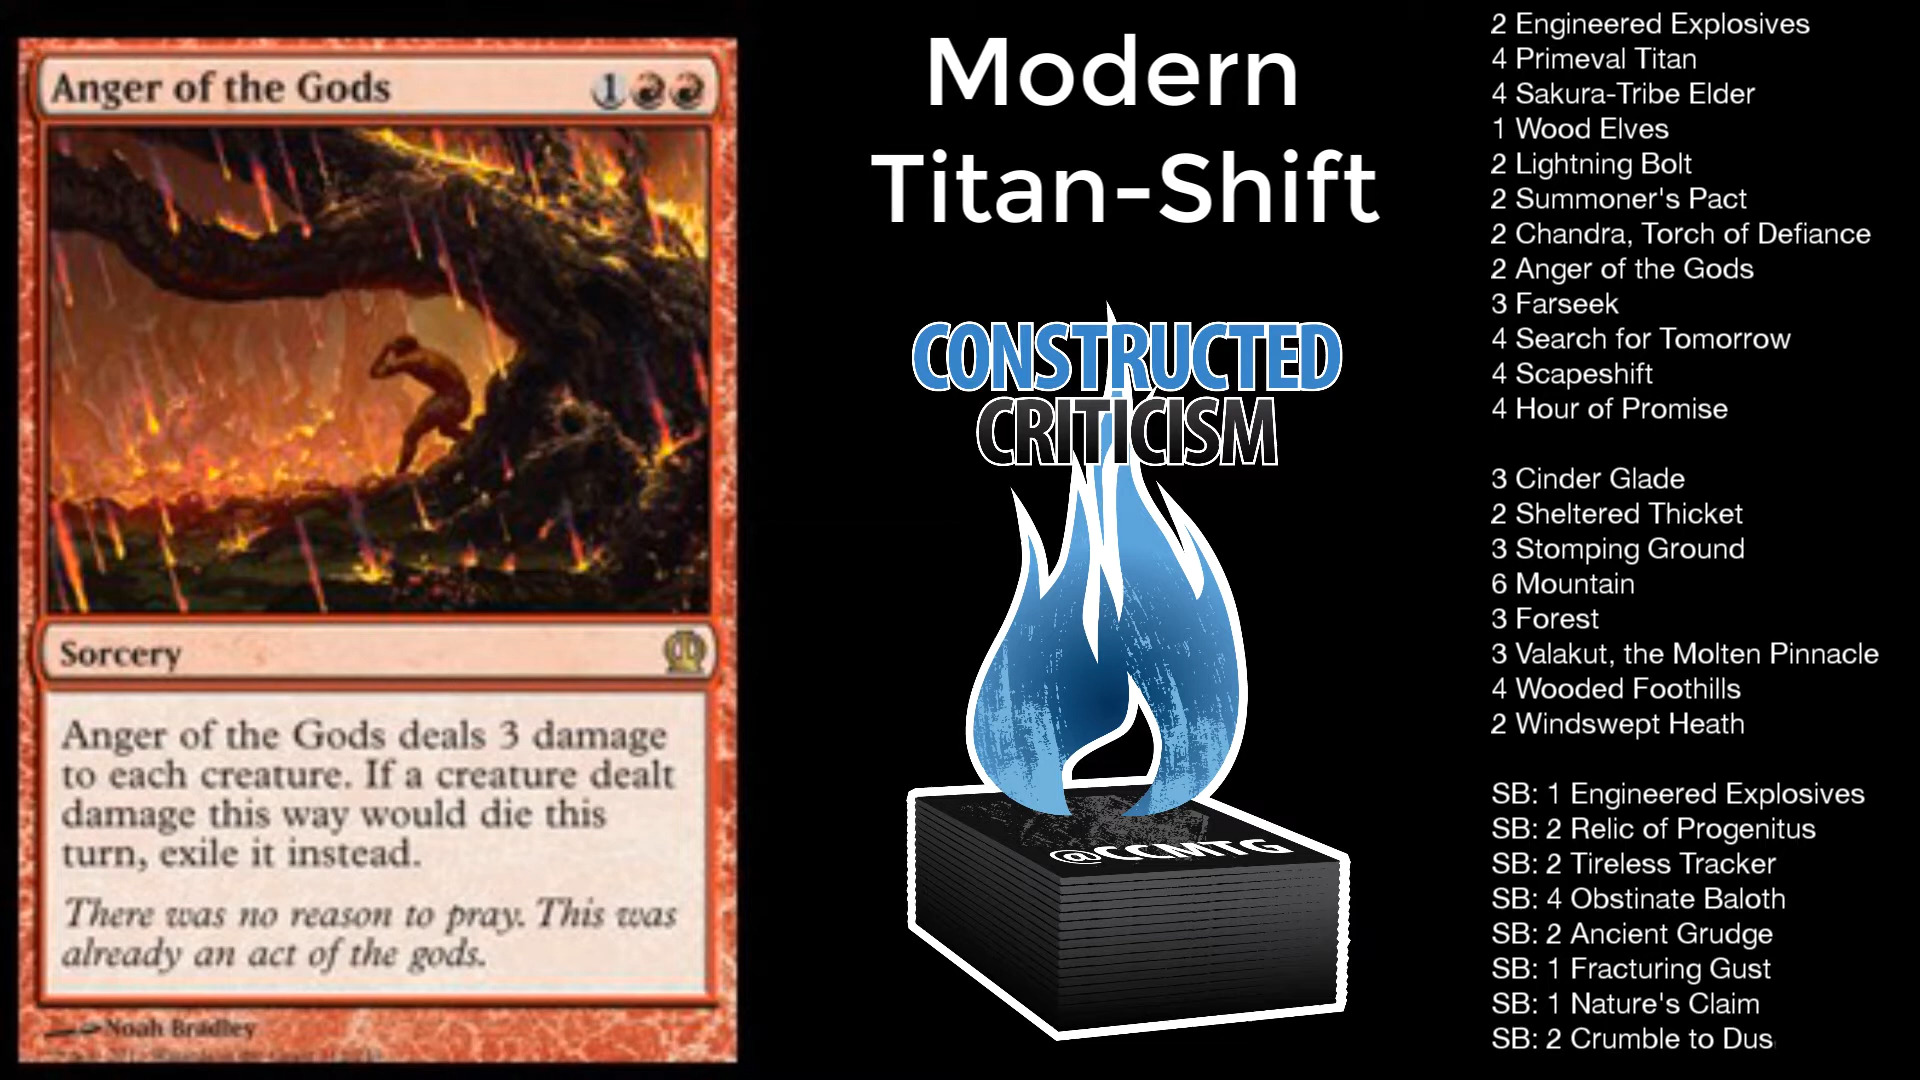 Anger of the Gods 1
Sorcery
Anger of the Gods deals 3 damage
to each creature. If a creature dealt
damage this way would die this
turn, exile it instead.
There was no reason to pray. This was
already an act of the gods.
Noah Bradley
Modern
Titan-Shift
CONSTRUCTED
CRITICISM
@CCMTG
2 Engineered Explosives
4 Primeval Titan
4 Sakura-Tribe Elder
1 Wood Elves
2 Lightning Bolt
2 Summoner's Pact
2 Chandra, Torch of Defiance
2 Anger of the Gods
3 Farseek
4 Search for Tomorrow
4 Scapeshift
4 Hour of Promise
3 Cinder Glade
2 Sheltered Thicket
3 Stomping Ground
6 Mountain
3 Forest
3 Valakut, the Molten Pinnacle
4 Wooded Foothills
2 Windswept Heath
SB: 1 Engineered Explosives
SB: 2 Relic of Progenitus
SB: 2 Tireless Tracker
SB: 4 Obstinate Baloth
SB: 2 Ancient Grudge
SB: 1 Fracturing Gust
SB: 1 Nature's Claim
SB: 2 Crumble to Dus